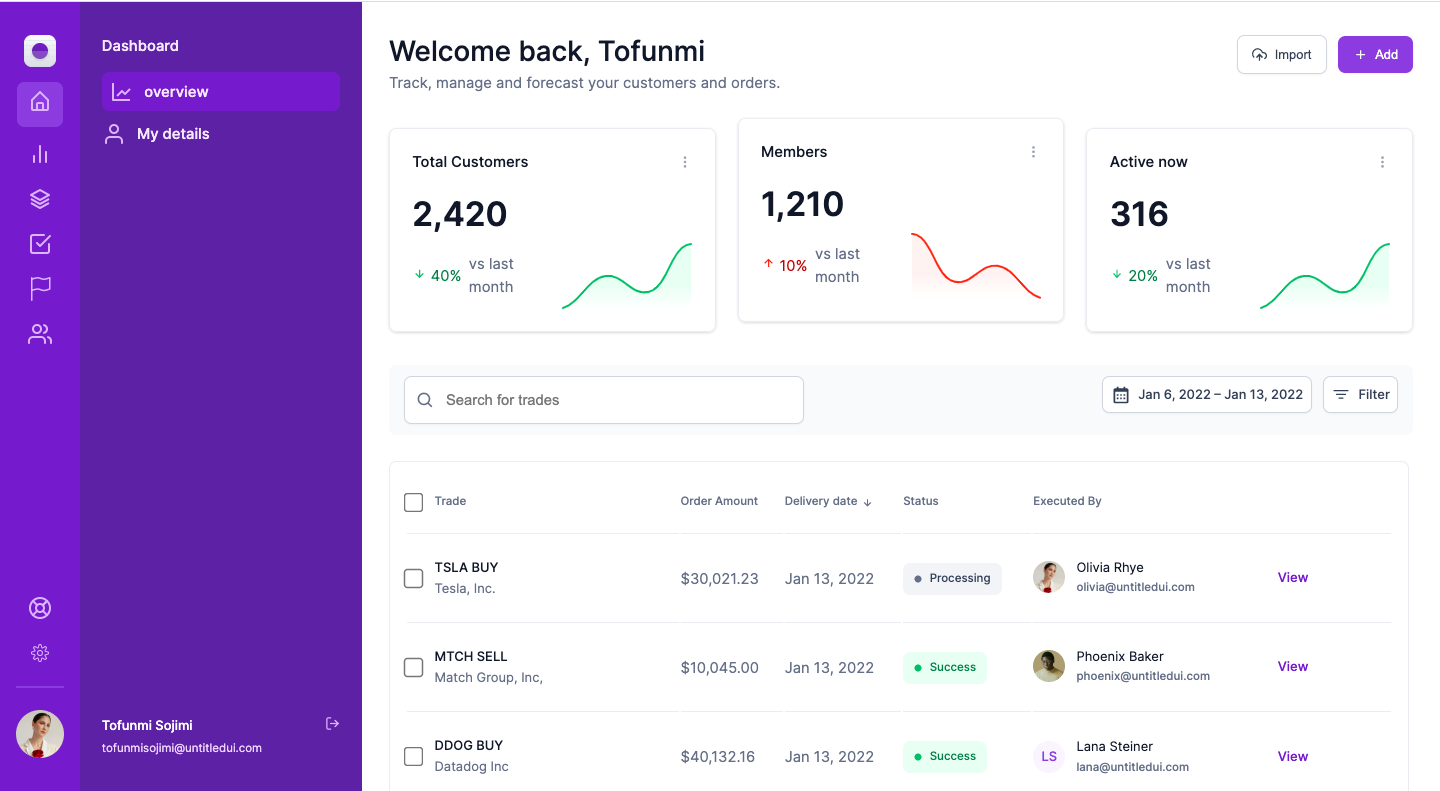 Dashboard
overview
My details
Tofunmi Sojimi
tofunmisojimi@untitledui.com
Welcome back, Tofunmi
Track, manage and forecast your customers and orders.
Import
+ Add
Total Customers
2,420
↓ 40% vs last
month
Members
1,210
↑ 10% vs last
month
Active now
316
↓ 20% vs last
month
Search for trades
Jan 6, 2022 – Jan 13, 2022
Filter
Trade Order Amount Delivery date ↓ Status Executed By
TSLA BUY
Tesla, Inc.
$30,021.23 Jan 13, 2022 Processing
Olivia Rhye
olivia@untitledui.com
View
MTCH SELL
Match Group, Inc,
$10,045.00 Jan 13, 2022 Success
Phoenix Baker
phoenix@untitledui.com
View
DDOG BUY
Datadog Inc
$40,132.16 Jan 13, 2022 Success
LS
Lana Steiner
lana@untitledui.com
View